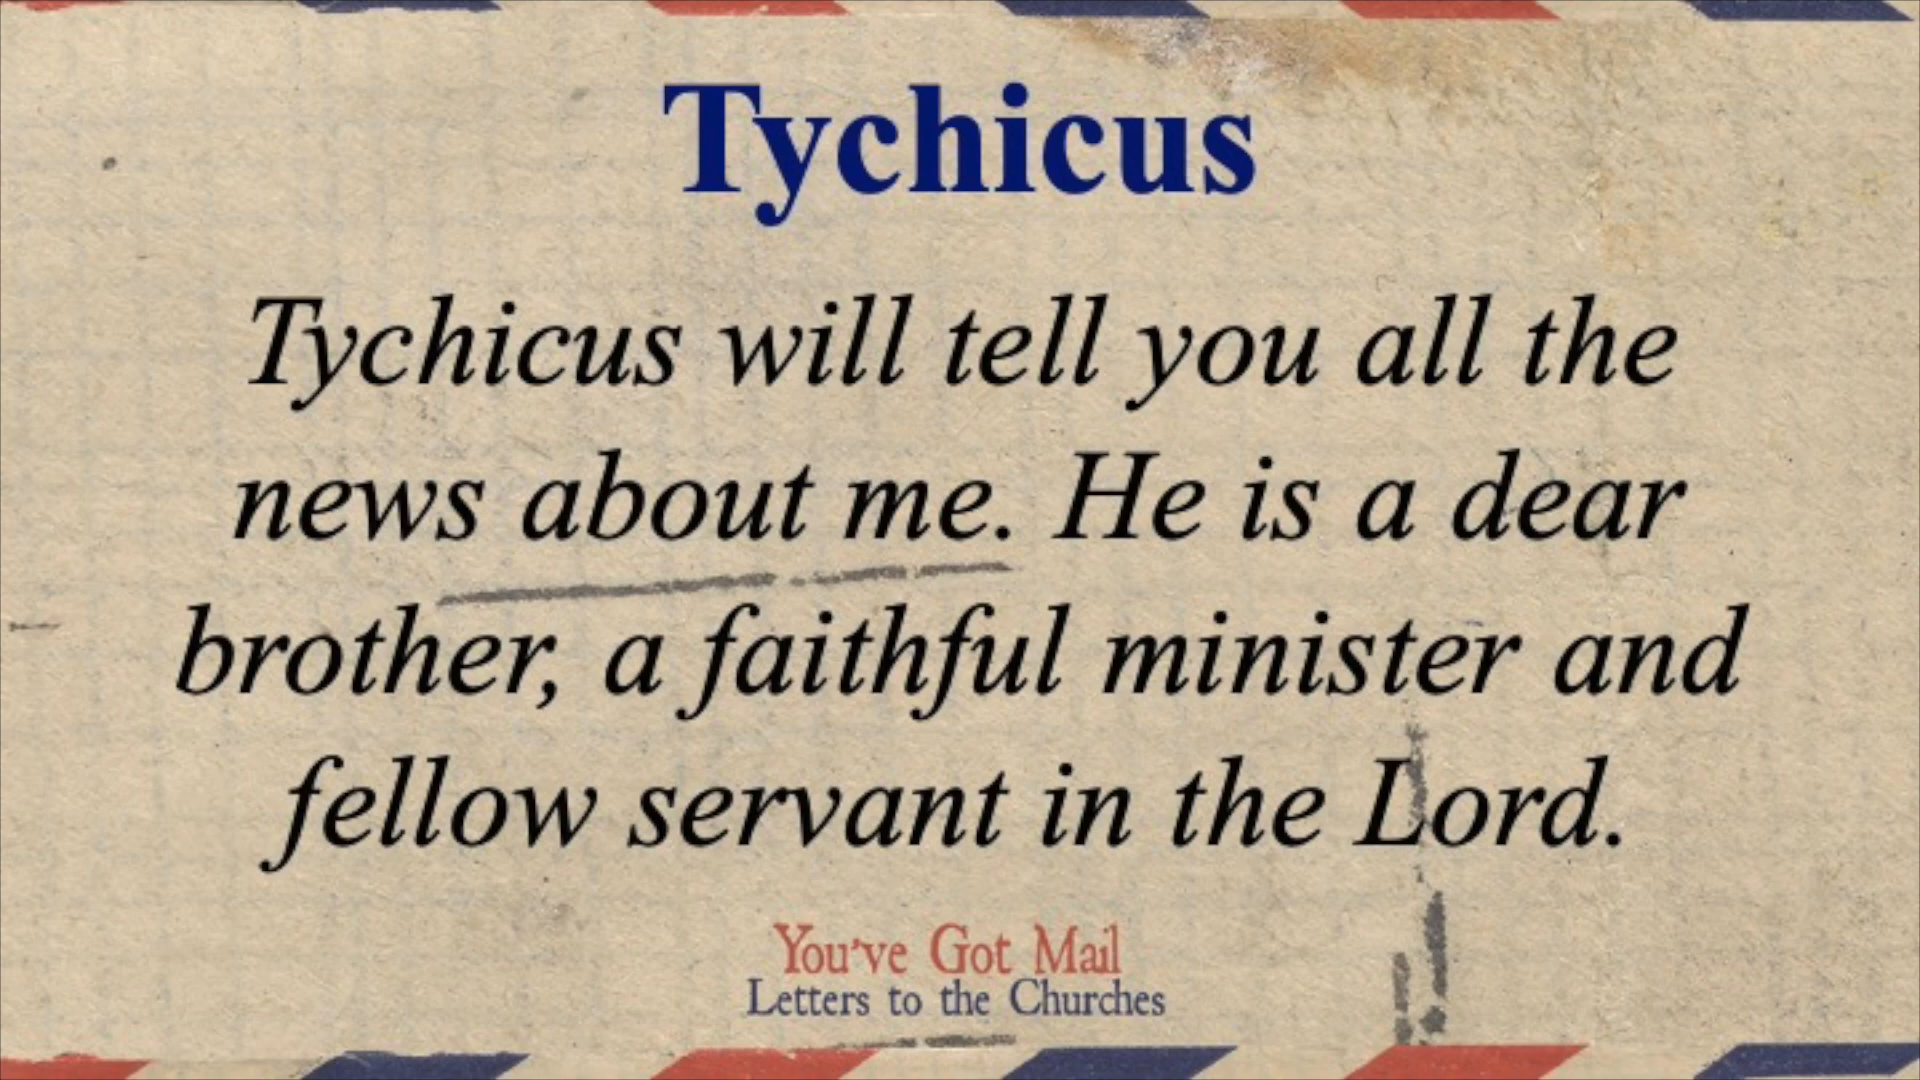 Tychicus
Tychicus will tell you all the
news about me. He is a dear
brother, a faithful minister and
fellow servant in the Lord.
You've Got Mail
Letters to the Churches